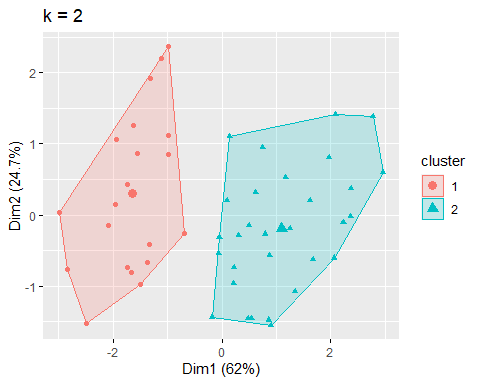 k = 2
Dim2 (24.7%)
2
1
0
-1
-2
0
2
Dim1 (62%)
cluster
1
2